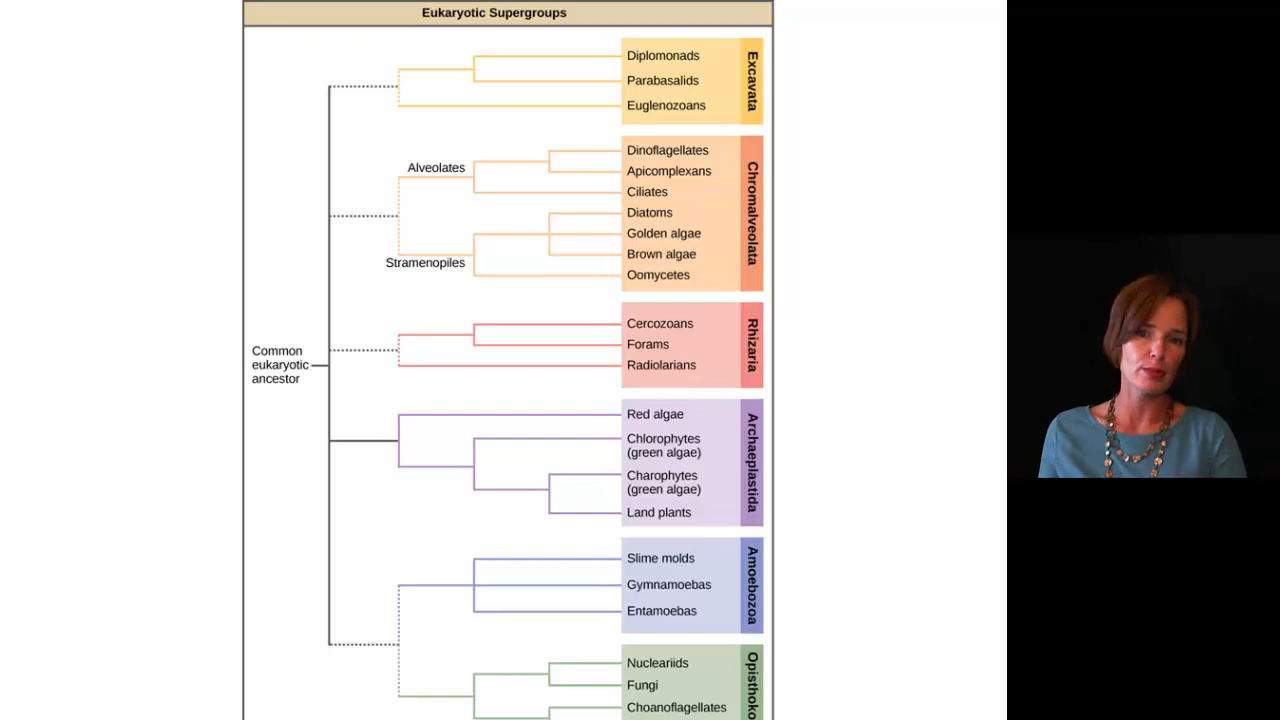 Eukaryotic Supergroups
Diplomonads
Parabasalids
Euglenozoans
Excavata
Alveolates
Dinoflagellates
Apicomplexans
Ciliates
Stramenopiles
Diatoms
Golden algae
Brown algae
Oomycetes
Chromalveolata
Cercozoans
Forams
Radiolarians
Rhizaria
Common
eukaryotic
ancestor
Red algae
Chlorophytes
(green algae)
Charophytes
(green algae)
Land plants
Archaeplastida
Slime molds
Gymnamoebas
Entamoebas
Amoebozoa
Nucleariids
Fungi
Choanoflagellates
Opisthoko